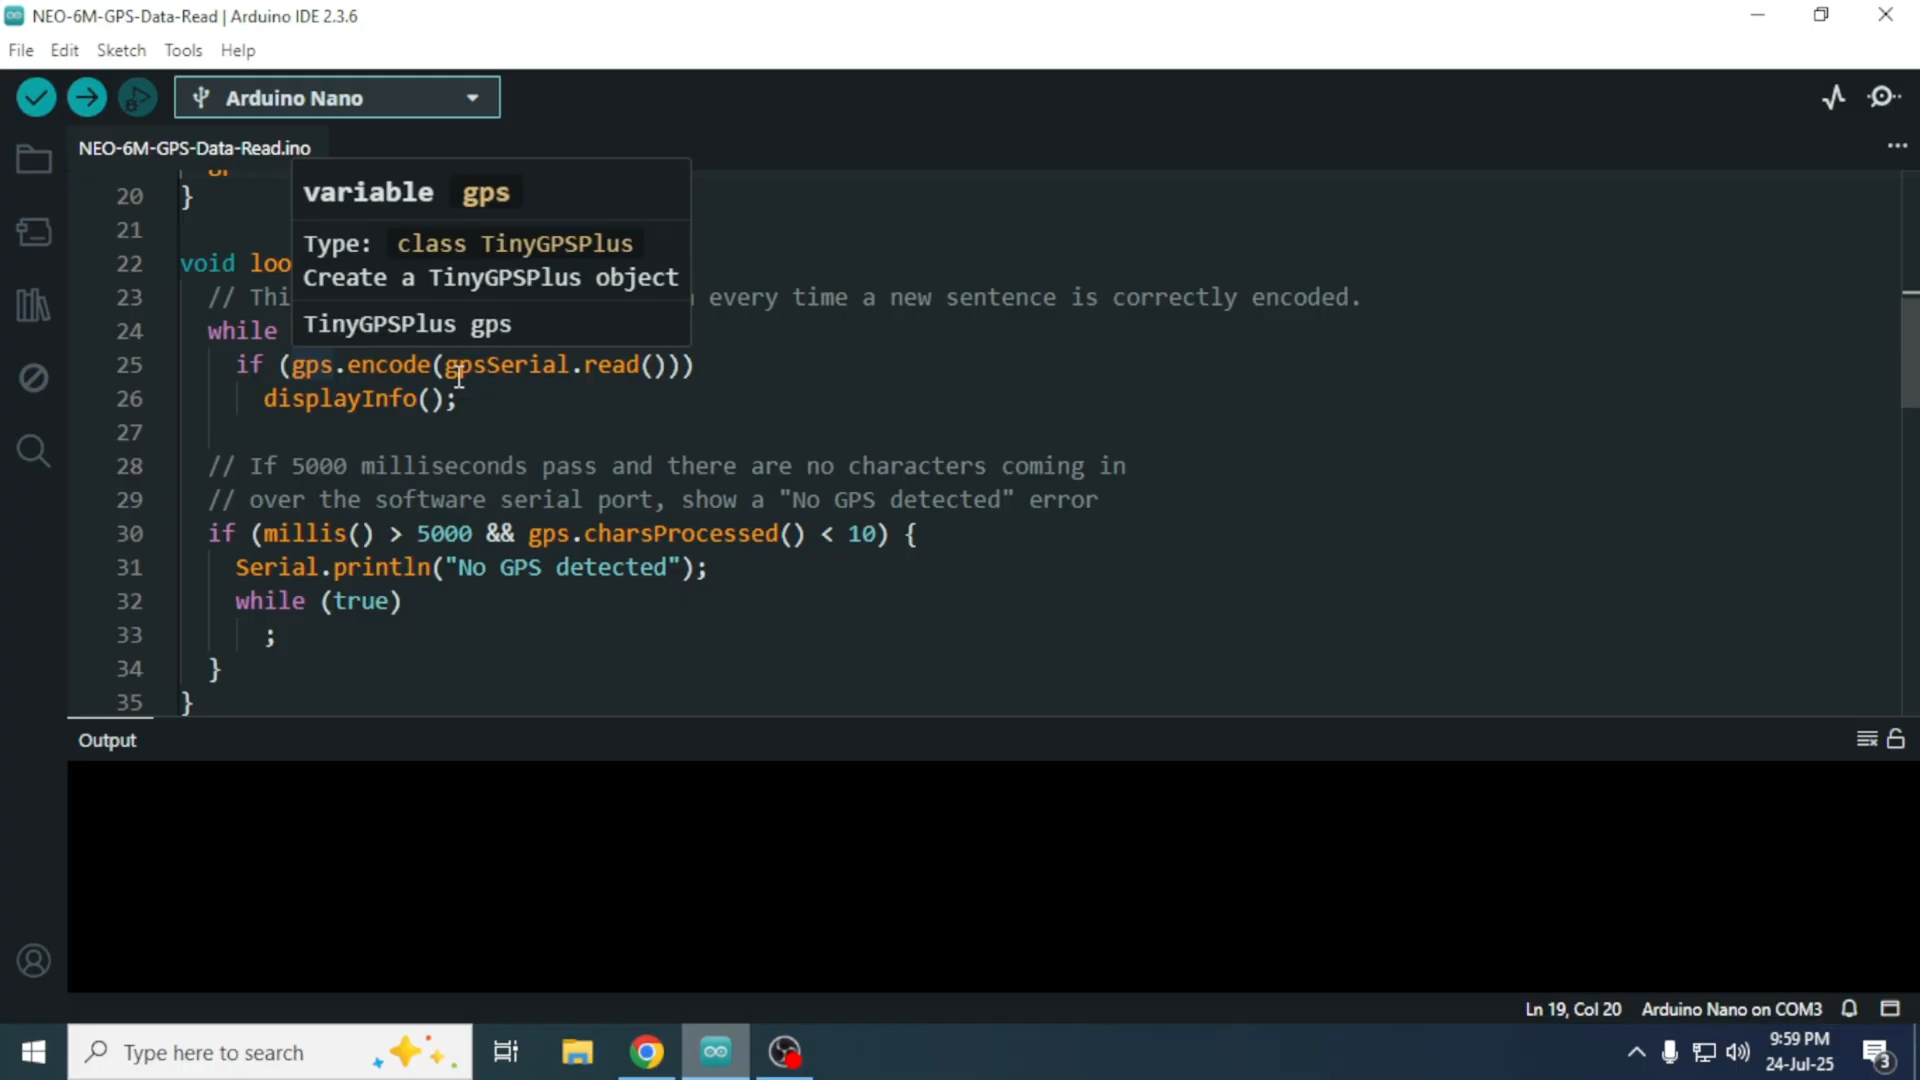 NEO-6M-GPS-Data-Read | Arduino IDE 2.3.6
File Edit Sketch Tools Help
Arduino Nano
NEO-6M-GPS-Data-Read.ino
variable gps
Type: class TinyGPSPlus
Create a TinyGPSPlus object
TinyGPSPlus gps
20 }
21
22 void loo
23 // Thi every time a new sentence is correctly encoded.
24 while
25 if (gps.encode(gpsSerial.read()))
26 displayInfo();
27
28 // If 5000 milliseconds pass and there are no characters coming in
29 // over the software serial port, show a "No GPS detected" error
30 if (millis() > 5000 && gps.charsProcessed() < 10) {
31 Serial.println("No GPS detected");
32 while (true)
33 ;
34 }
35 }
Output
Ln 19, Col 20 Arduino Nano on COM3
Type here to search
9:59 PM
24-Jul-25
3